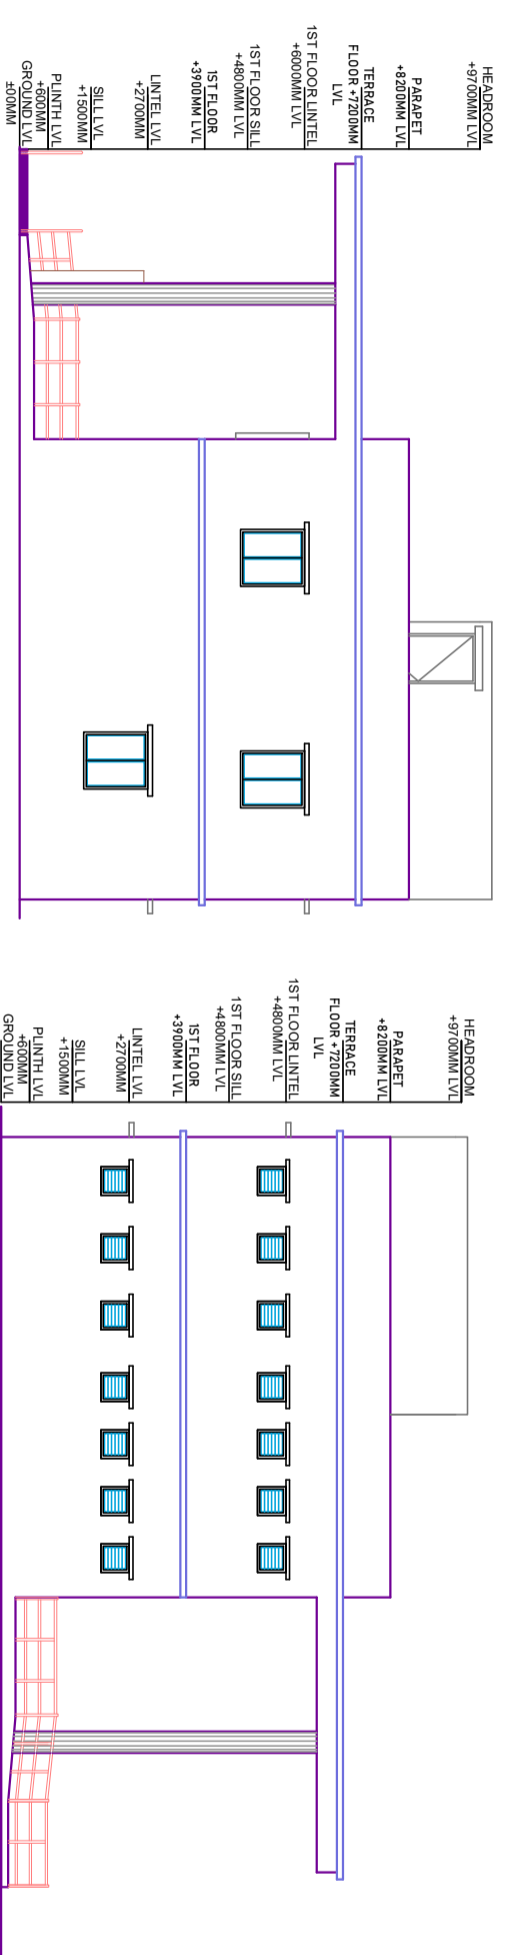 HEADROOM
+9700MM LVL
PARAPET
+8200MM LVL
TERRACE
FLOOR +7200MM
LVL
1ST FLOOR LINTEL
+6000MM LVL
1ST FLOOR SILL
+4800MM LVL
1ST FLOOR
+3900MM LVL
LINTEL LVL
+2700MM
SILL LVL
+1500MM
PLINTH LVL
+600MM
GROUND LVL
±00MM
HEADROOM
+9700MM LVL
PARAPET
+8200MM LVL
TERRACE
FLOOR +7200MM
LVL
1ST FLOOR LINTEL
+4800MM LVL
1ST FLOOR SILL
+4800MM LVL
1ST FLOOR
+3900MM LVL
LINTEL LVL
+2700MM
SILL LVL
+1500MM
PLINTH LVL
+600MM
GROUND LVL